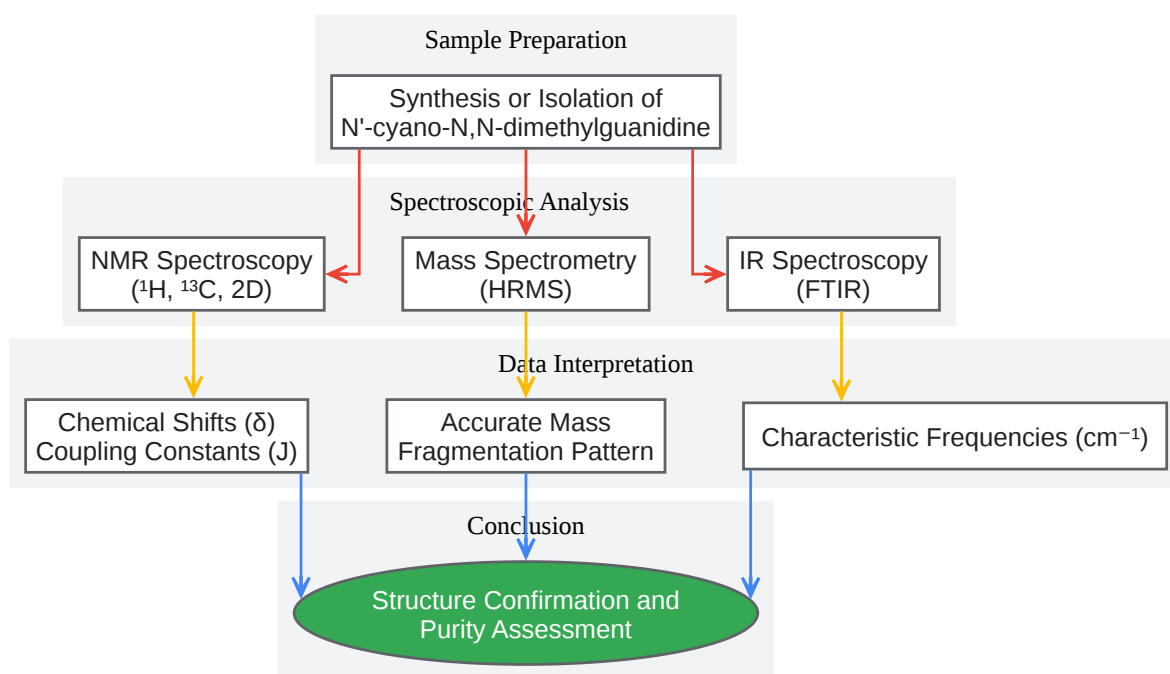 Sample Preparation
Synthesis or Isolation of
N'-cyano-N,N-dimethylguanidine
Spectroscopic Analysis
NMR Spectroscopy
(¹H, ¹³C, 2D)
Mass Spectrometry
(HRMS)
IR Spectroscopy
(FTIR)
Data Interpretation
Chemical Shifts (δ)
Coupling Constants (J)
Accurate Mass
Fragmentation Pattern
Characteristic Frequencies (cm⁻¹)
Conclusion
Structure Confirmation and
Purity Assessment